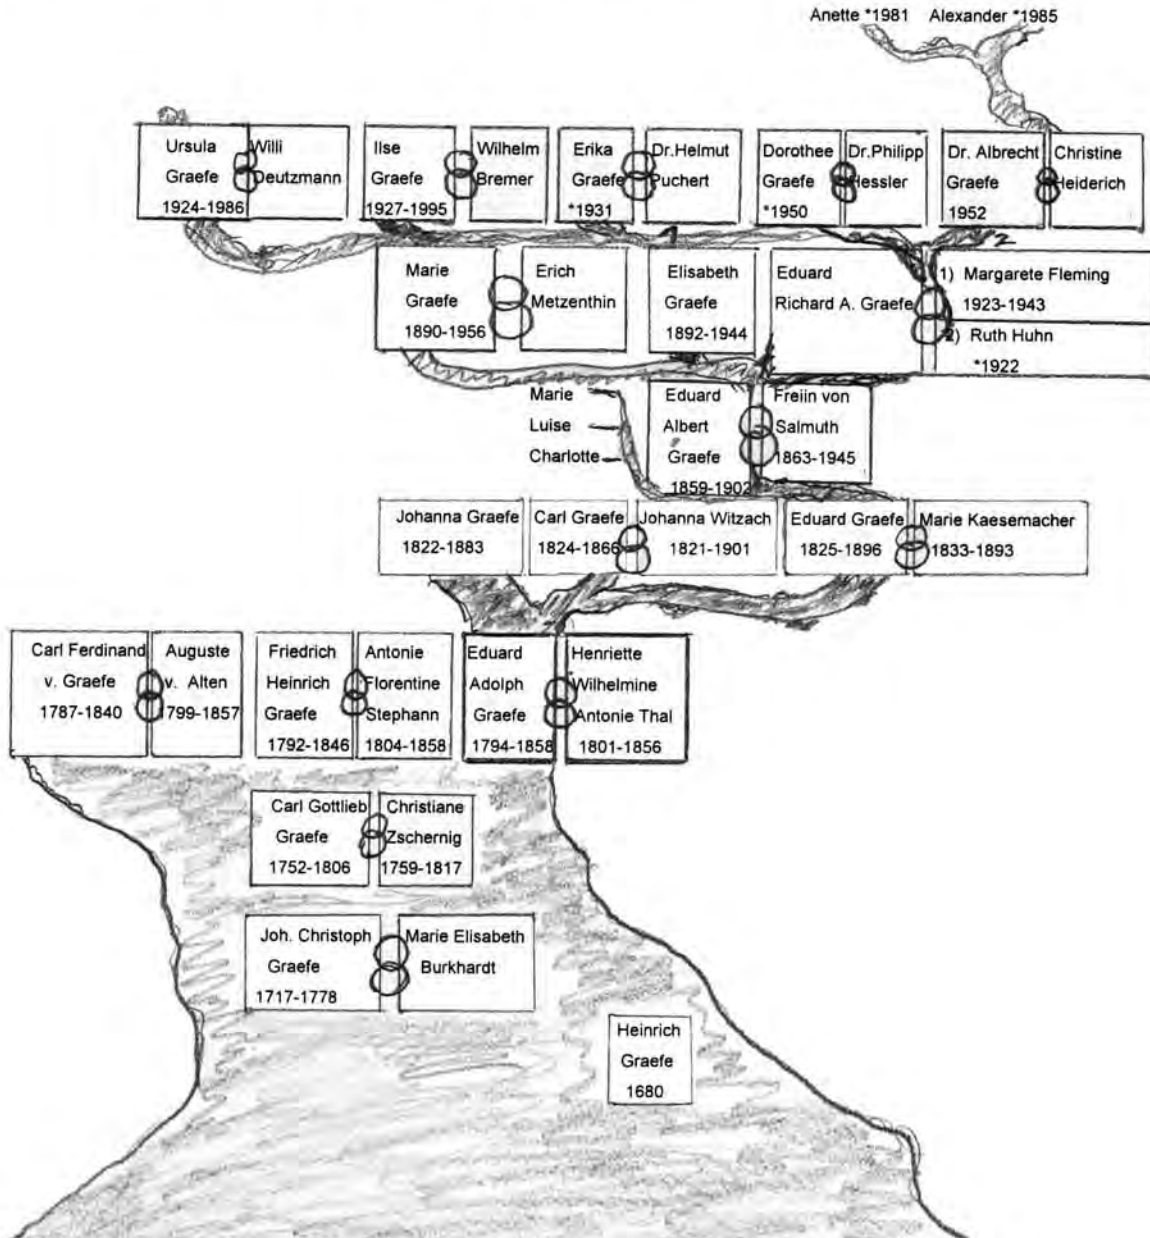 Anette *1981 Alexander *1985
Ursula
Graefe
1924-1986
Willi
Deutzmann
Ilse
Graefe
1927-1995
Wilhelm
Bremer
Erika
Graefe
*1931
Dr.Helmut
Puchert
Dorothee
Graefe
*1950
Dr.Philipp
Hessler
Dr. Albrecht
Graefe
1952
Christine
Heiderich
Marie
Graefe
1890-1956
Erich
Metzenthin
Elisabeth
Graefe
1892-1944
Eduard
Richard A. Graefe
1) Margarete Fleming
1923-1943
2) Ruth Huhn
*1922
Marie
Luise
Charlotte
Eduard
Albert
Graefe
1859-1902
Freiin von
Salmuth
1863-1945
Johanna Graefe
1822-1883
Carl Graefe
1824-1866
Johanna Witzach
1821-1901
Eduard Graefe
1825-1896
Marie Kaesemacher
1833-1893
Carl Ferdinand
v. Graefe
1787-1840
Auguste
v. Alten
1799-1857
Friedrich
Heinrich
Graefe
1792-1846
Antonie
Florentine
Stephann
1804-1858
Eduard
Adolph
Graefe
1794-1858
Henriette
Wilhelmine
Antonie Thal
1801-1856
Carl Gottlieb
Graefe
1752-1806
Christiane
Zschernig
1759-1817
Joh. Christoph
Graefe
1717-1778
Marie Elisabeth
Burkhardt
Heinrich
Graefe
1680